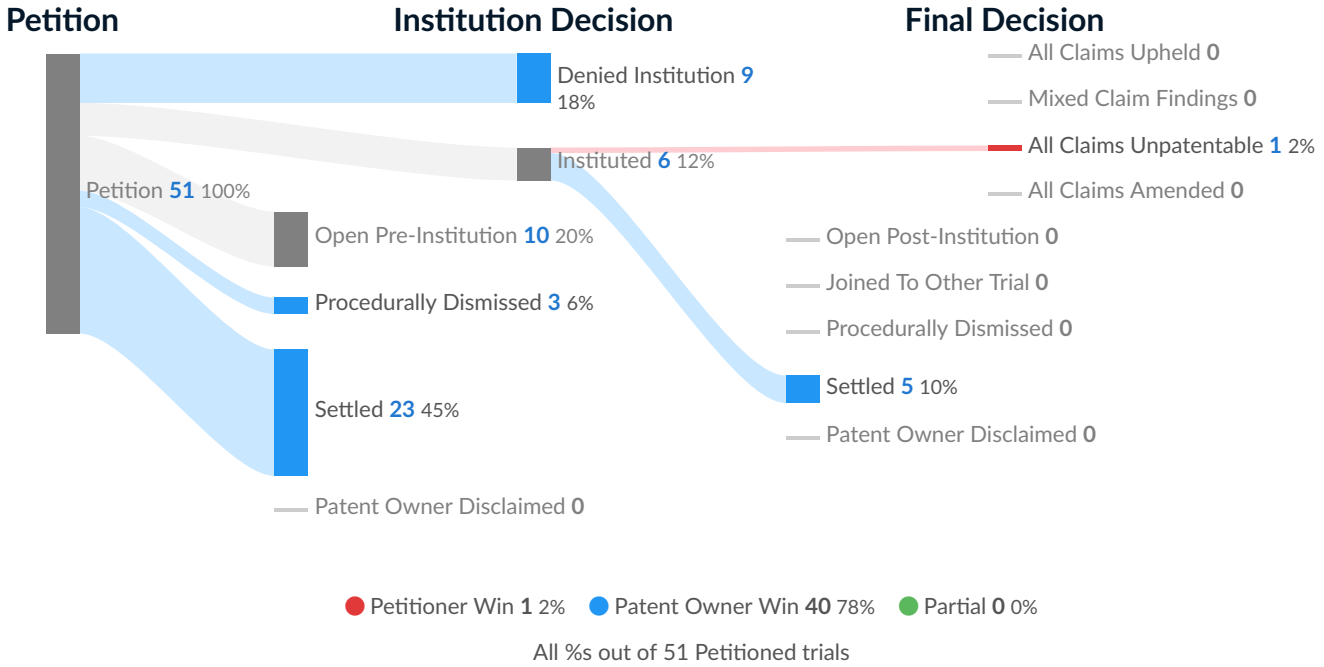 Petition
Institution Decision
Final Decision
Petition 51 100%
Denied Institution 9
18%
Instituted 6 12%
Open Pre-Institution 10 20%
Procedurally Dismissed 3 6%
Settled 23 45%
Patent Owner Disclaimed 0
All Claims Upheld 0
Mixed Claim Findings 0
All Claims Unpatentable 1 2%
All Claims Amended 0
Open Post-Institution 0
Joined To Other Trial 0
Procedurally Dismissed 0
Settled 5 10%
Patent Owner Disclaimed 0
Petitioner Win 1 2%
Patent Owner Win 40 78%
Partial 0 0%
All %s out of 51 Petitioned trials